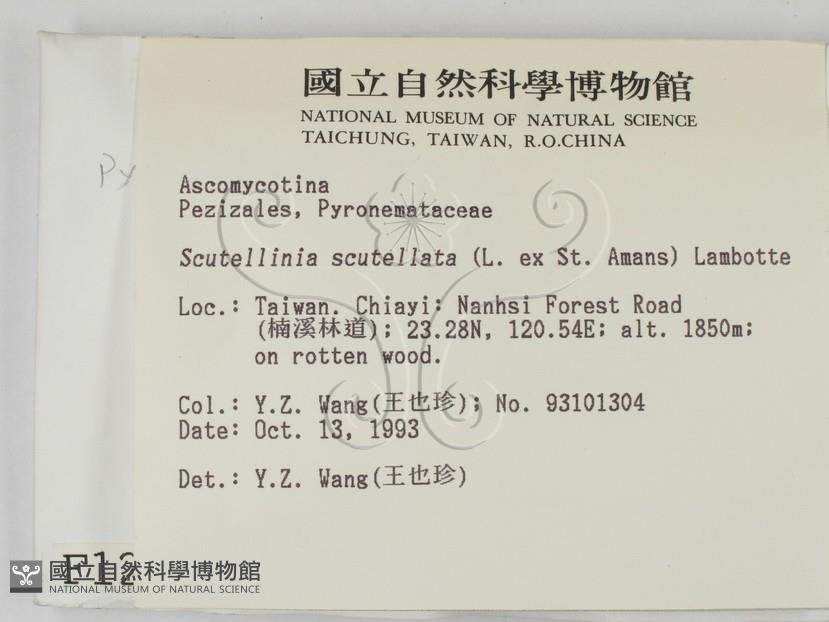 國立自然科學博物館
NATIONAL MUSEUM OF NATURAL SCIENCE
TAICHUNG, TAIWAN, R.O.CHINA
Py
Ascomycotina
Pezizales, Pyronemataceae
Scutellinia scutellata (L. ex St. Amans) Lambotte
Loc.: Taiwan. Chiayi: Nanhsi Forest Road
(楠溪林道); 23.28N, 120.54E; alt. 1850m;
on rotten wood.
Col.: Y.Z. Wang(王也珍); No. 93101304
Date: Oct. 13, 1993
Det.: Y.Z. Wang(王也珍)
F12
國立自然科學博物館
NATIONAL MUSEUM OF NATURAL SCIENCE